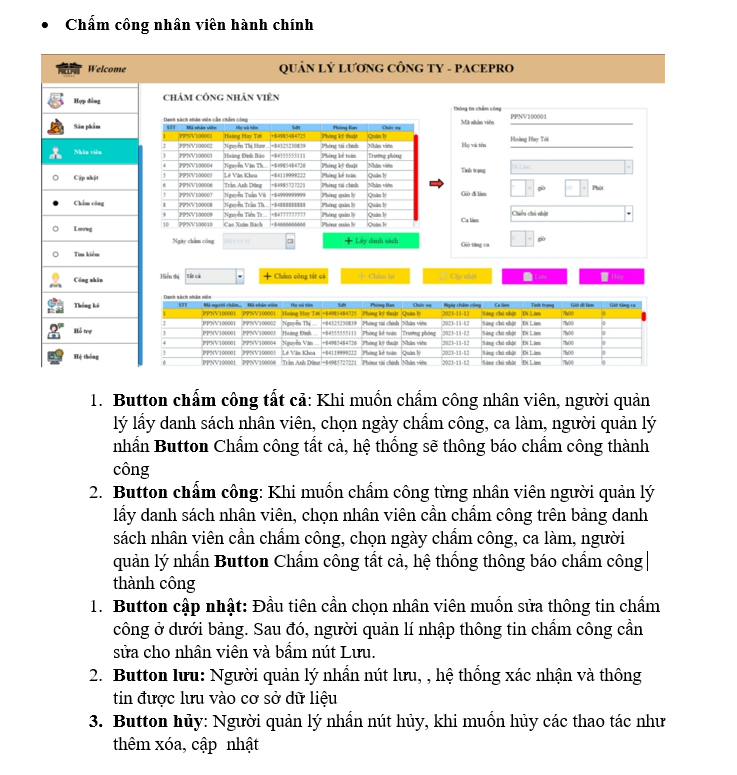 • Chấm công nhân viên hành chính
PACEPRO Welcome QUẢN LÝ LƯƠNG CÔNG TY - PACEPRO
Hợp đồng
Sản phẩm
Nhân viên
Cập nhật
Chấm công
Lương
Tìm kiếm
Công nhân
Thống kê
Hỗ trợ
Hệ thống
CHẤM CÔNG NHÂN VIÊN
Danh sách nhân viên cần chấm công
STT Mã nhân viên Họ và tên Sdt Phòng Ban Chức vụ
1 PPNV100001 Hoàng Huy Tới +84985484725 Phòng kỹ thuật Quản lý
2 PPNV100002 Nguyễn Thị Huơ... +84325230839 Phòng tài chính Nhân viên
3 PPNV100003 Hoàng Đình Bảo +84555555111 Phòng kế toán Trưởng phòng
4 PPNV100004 Nguyễn Văn Th... +84985484726 Phòng kỹ thuật Nhân viên
5 PPNV100005 Lê Văn Khoa +84119999222 Phòng kế toán Quản lý
6 PPNV100006 Trần Anh Dũng +84985727221 Phòng tài chính Nhân viên
7 PPNV100007 Nguyễn Tuấn Vũ +84999999999 Phòng quản lý Quản lý
8 PPNV100008 Nguyễn Trần Th... +84888888888 Phòng quản lý Quản lý
9 PPNV100009 Nguyễn Tiến Tr... +84777777777 Phòng quản lý Quản lý
10 PPNV100010 Cao Xuân Bách +84666666666 Phòng quản lý Quản lý
Ngày chấm công
+ Lấy danh sách
Thông tin chấm công
Mã nhân viên PPNV100001
Họ và tên Hoàng Huy Tới
Tình trạng Đi Làm
Giờ đi làm giờ Phút
Ca làm Chiều chủ nhật
Giờ tăng ca giờ
Hiển thị Tất cả + Chấm công tất cả + Chấm lại Cập nhật Lưu Hủy
Danh sách nhân viên
STT Mã người chấm... Mã nhân viên Họ và tên Sdt Phòng Ban Chức vụ Ngày chấm công Ca làm Tình trạng Giờ đi làm Giờ tăng ca
1 PPNV100001 PPNV100001 Hoàng Huy Tới +84985484725 Phòng kỹ thuật Quản lý 2023-11-12 Sáng chủ nhật Đi Làm 7h00 0
2 PPNV100001 PPNV100002 Nguyễn Thị ... +84325230839 Phòng tài chính Nhân viên 2023-11-12 Sáng chủ nhật Đi Làm 7h00 0
3 PPNV100001 PPNV100003 Hoàng Đình ... +84555555111 Phòng kế toán Trưởng phòng 2023-11-12 Sáng chủ nhật Đi Làm 7h00 0
4 PPNV100001 PPNV100004 Nguyễn Văn ... +84985484726 Phòng kỹ thuật Nhân viên 2023-11-12 Sáng chủ nhật Đi Làm 7h00 0
5 PPNV100001 PPNV100005 Lê Văn Khoa +84119999222 Phòng kế toán Quản lý 2023-11-12 Sáng chủ nhật Đi Làm 7h00 0
6 PPNV100001 PPNV100006 Trần Anh Dũng +84985727221 Phòng tài chính Nhân viên 2023-11-12 Sáng chủ nhật Đi Làm 7h00 0
1. Button chấm công tất cả: Khi muốn chấm công nhân viên, người quản
lý lấy danh sách nhân viên, chọn ngày chấm công, ca làm, người quản lý
nhấn Button Chấm công tất cả, hệ thống sẽ thông báo chấm công thành
công
2. Button chấm công: Khi muốn chấm công từng nhân viên người quản lý
lấy danh sách nhân viên, chọn nhân viên cần chấm công trên bảng danh
sách nhân viên cần chấm công, chọn ngày chấm công, ca làm, người
quản lý nhấn Button Chấm công tất cả, hệ thống thông báo chấm công
thành công
1. Button cập nhật: Đầu tiên cần chọn nhân viên muốn sửa thông tin chấm
công ở dưới bảng. Sau đó, người quản lí nhập thông tin chấm công cần
sửa cho nhân viên và bấm nút Lưu.
2. Button lưu: Người quản lý nhấn nút lưu, , hệ thống xác nhận và thông
tin được lưu vào cơ sở dữ liệu
3. Button hủy: Người quản lý nhấn nút hủy, khi muốn hủy các thao tác như
thêm xóa, cập nhật